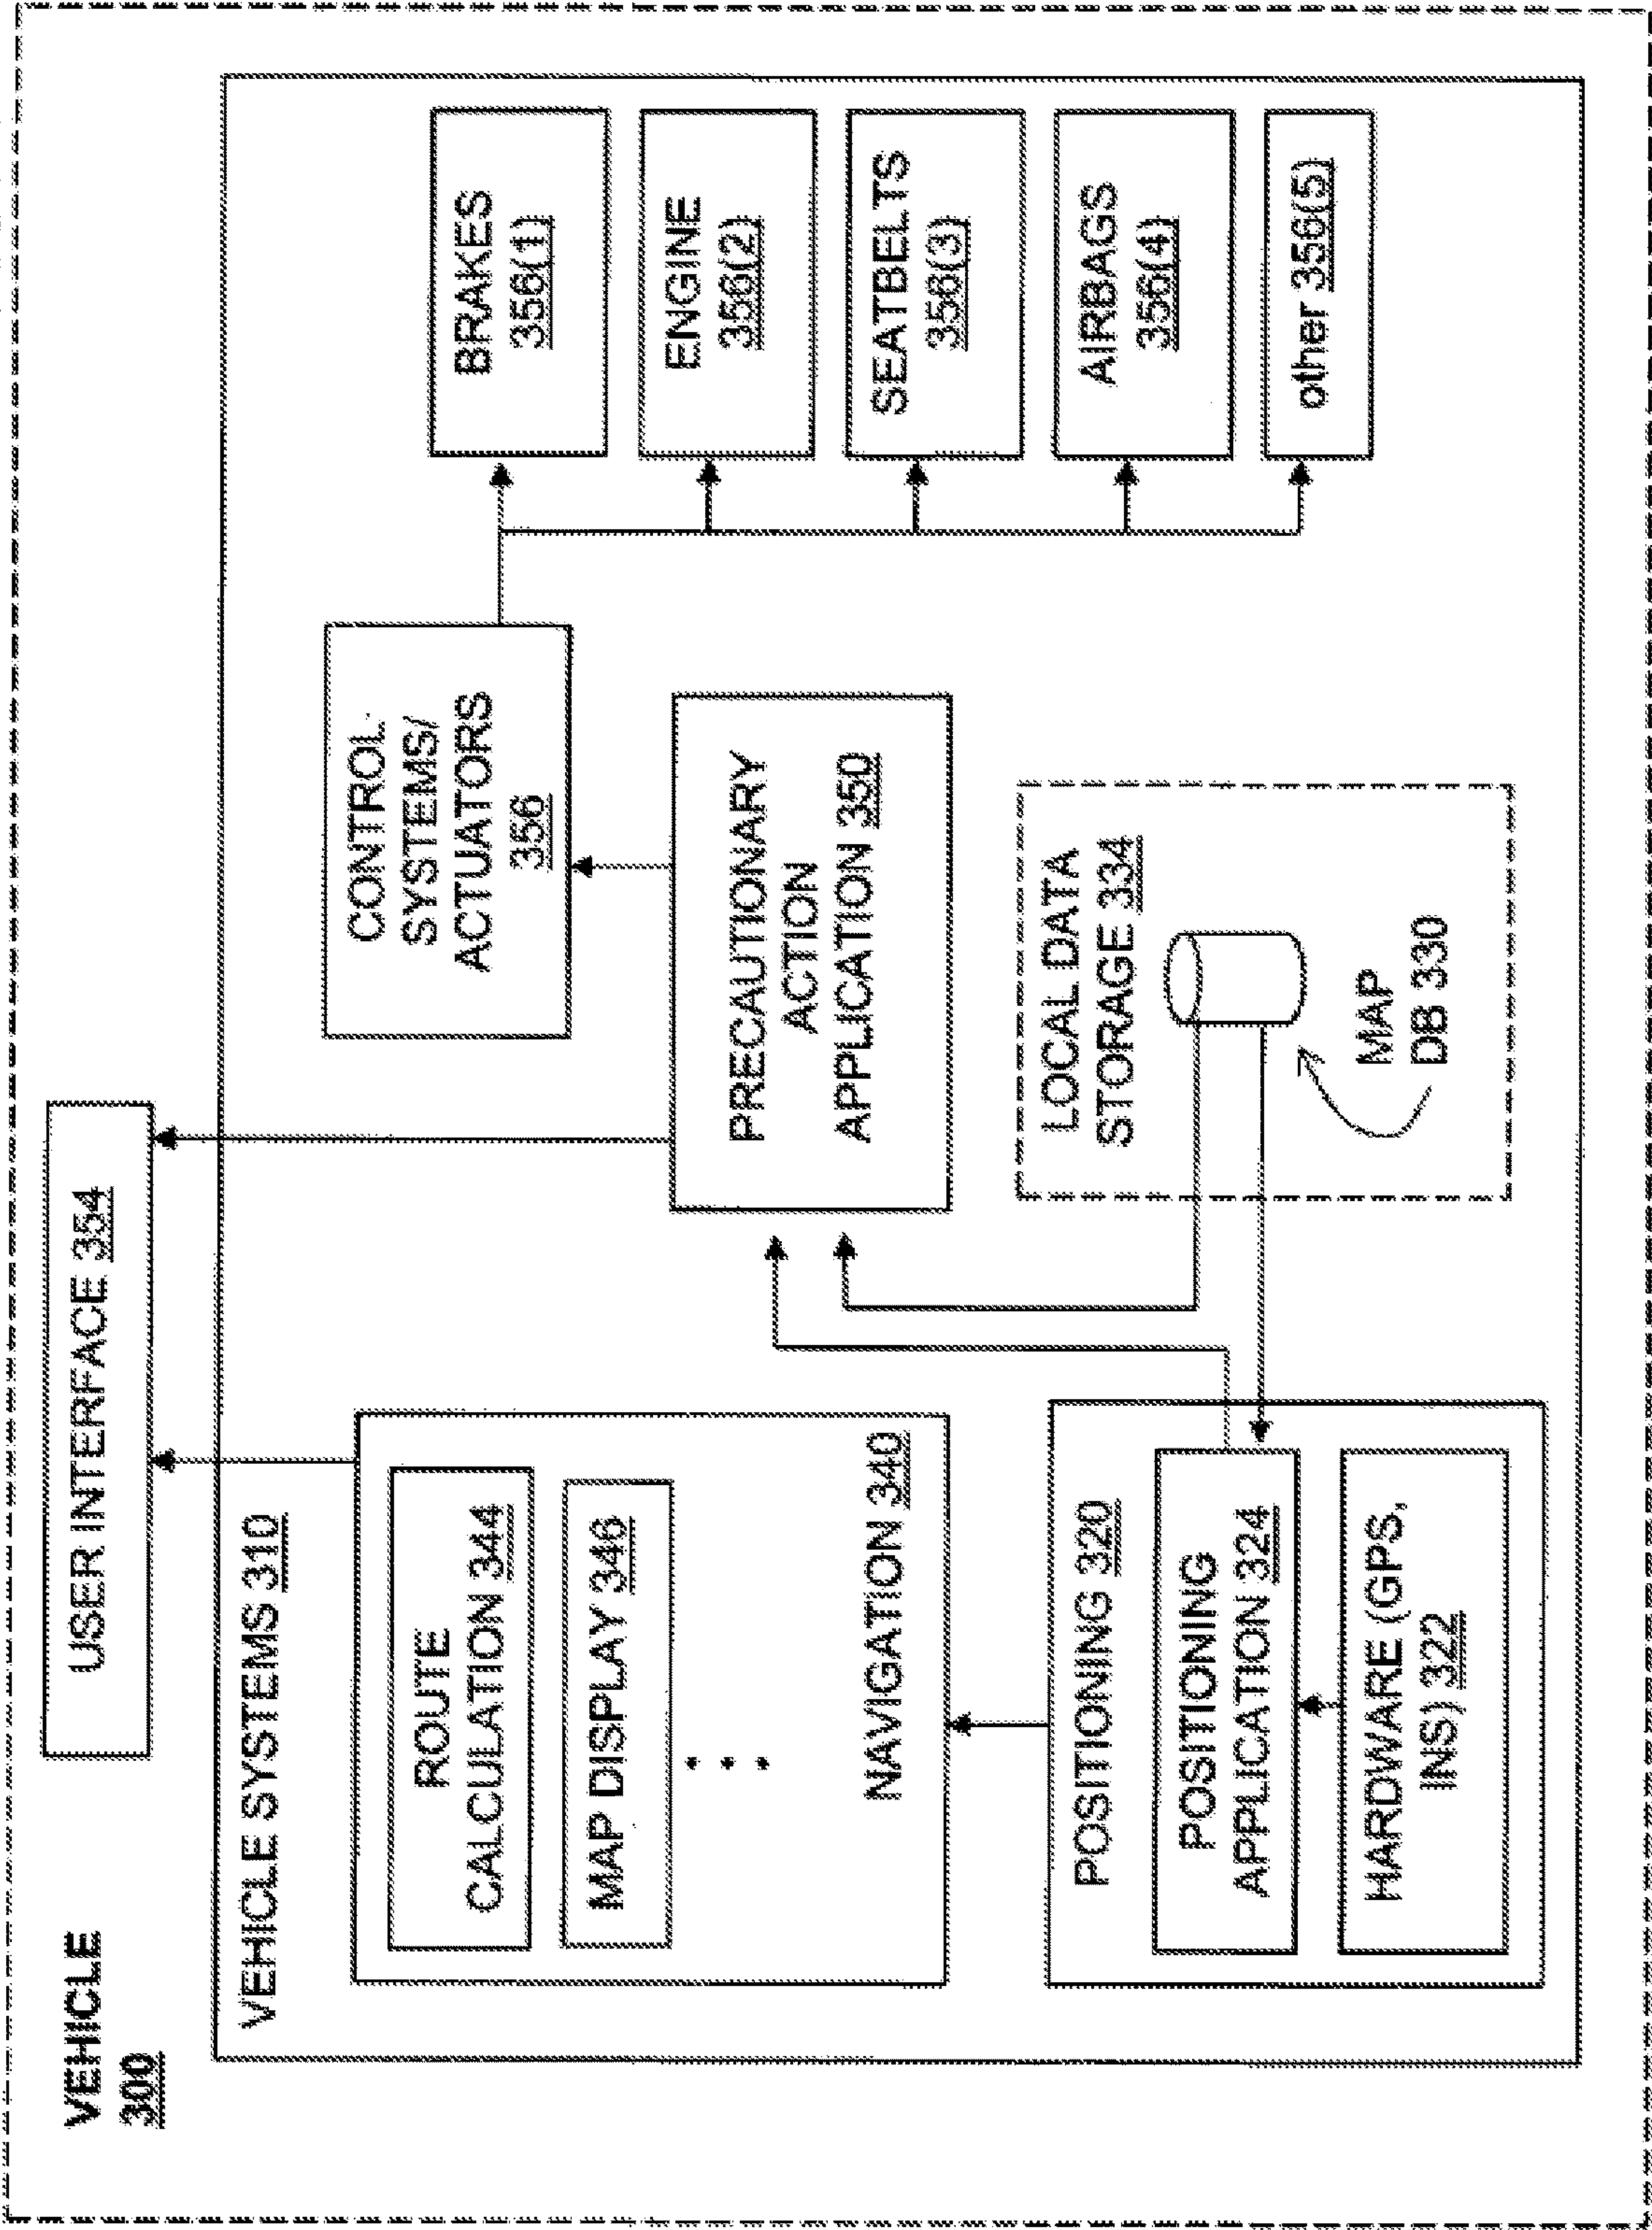 VEHICLE
300
USER INTERFACE 354
VEHICLE SYSTEMS 310
ROUTE
CALCULATION 344
MAP DISPLAY 346
NAVIGATION 340
POSITIONING 320
POSITIONING
APPLICATION 324
HARDWARE (GPS,
INS) 322
CONTROL
SYSTEMS/
ACTUATORS
356
PRECAUTIONARY
ACTION
APPLICATION 350
LOCAL DATA
STORAGE 334
MAP
DB 330
BRAKES
356(1)
ENGINE
356(2)
SEATBELTS
356(3)
AIRBAGS
356(4)
other 356(5)